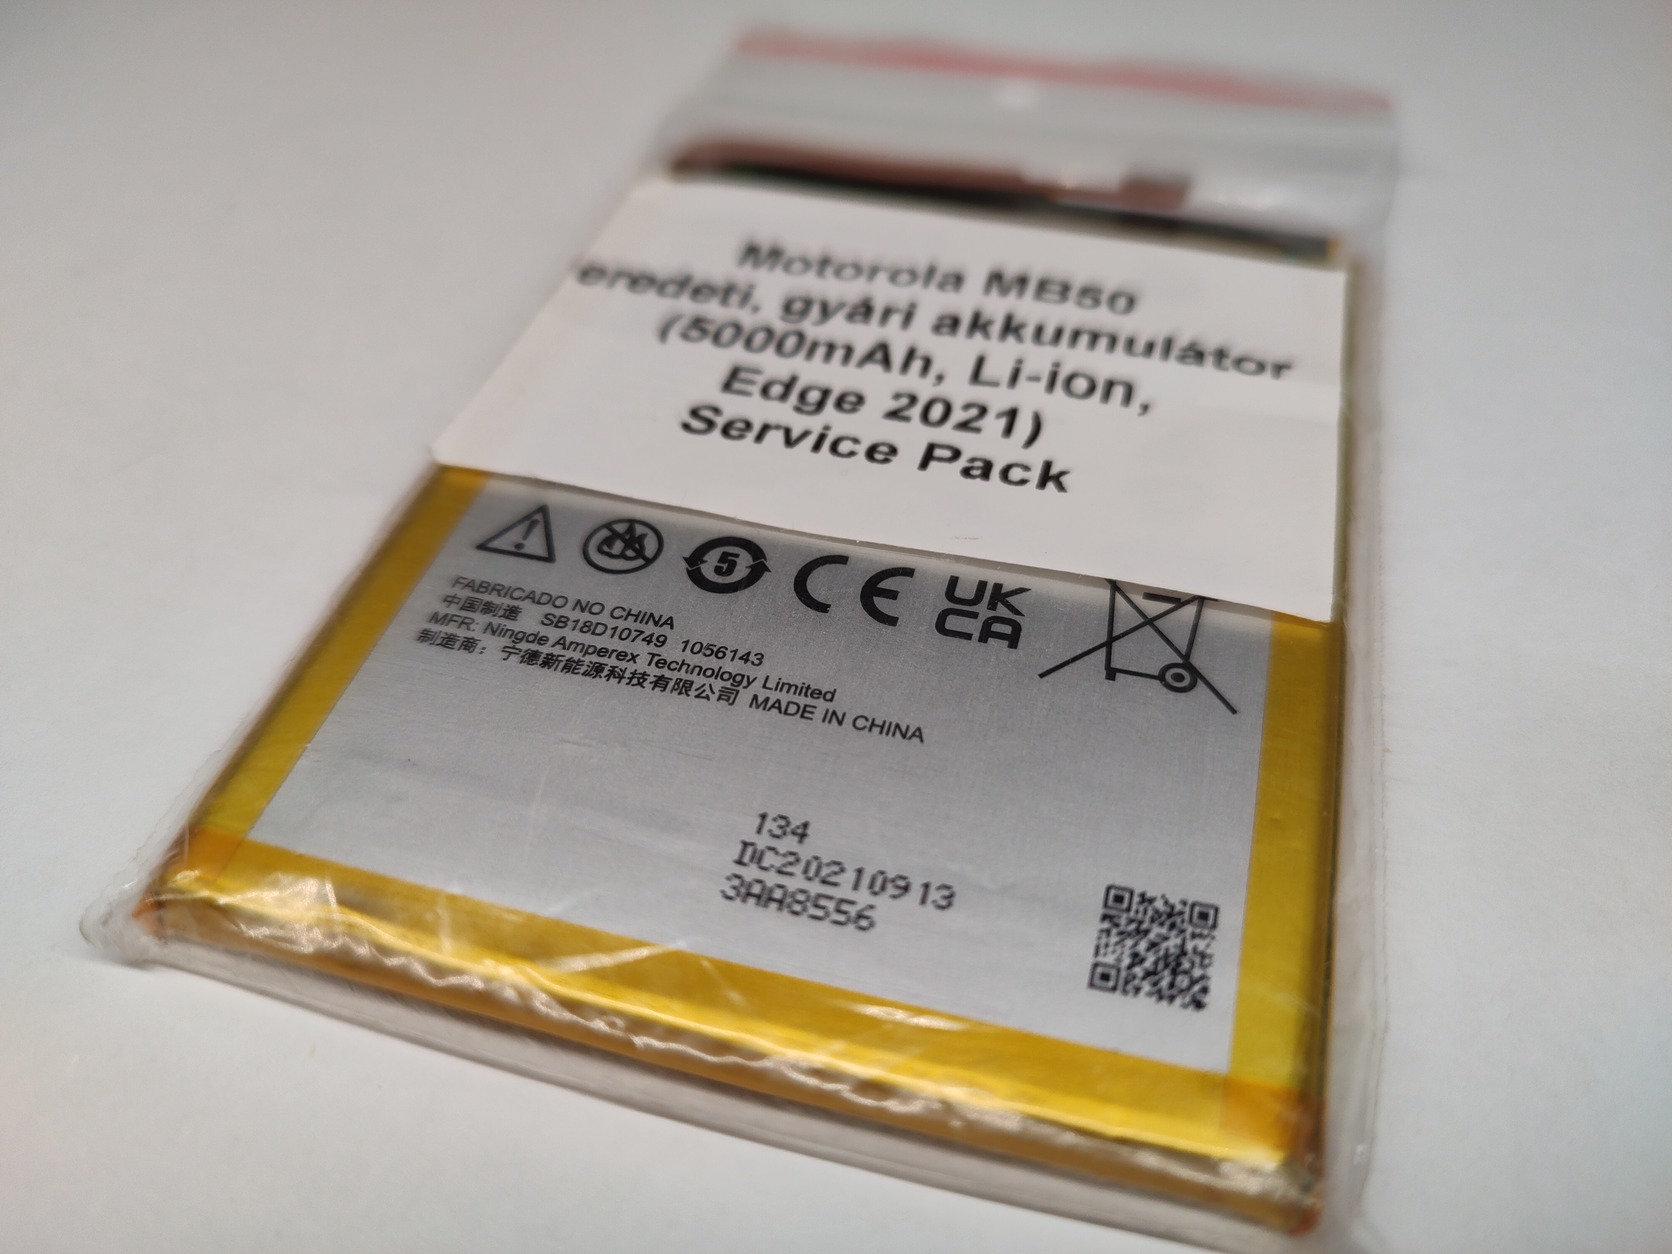 Motorola MB50
eredeti, gyári akkumulátor
(5000mAh, Li-ion,
Edge 2021)
Service Pack
5
CE
UK
CA
FABRICADO NO CHINA
中国制造 SB18D10749 1056143
MFR: Ningde Amperex Technology Limited
制造商：宁德新能源科技有限公司 MADE IN CHINA
134
DC20210913
3AA8556